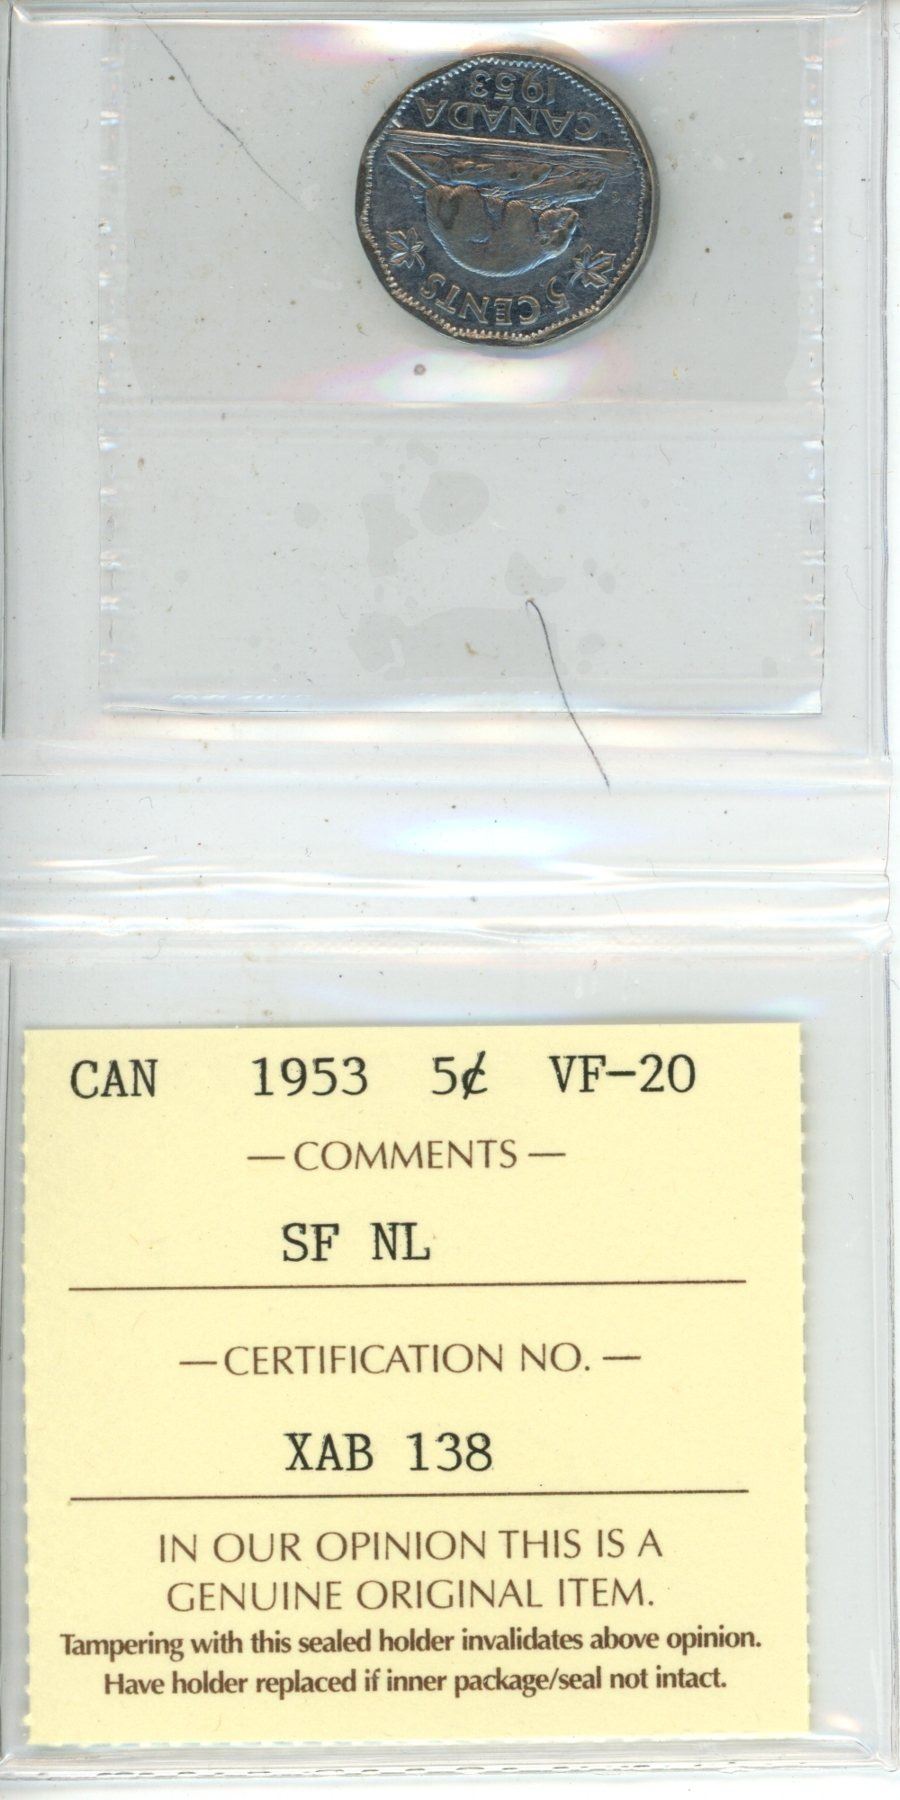 5 CENTS
CANADA
1953
CAN 1953 5¢ VF-20
— COMMENTS —
SF NL
— CERTIFICATION NO. —
XAB 138
IN OUR OPINION THIS IS A
GENUINE ORIGINAL ITEM.
Tampering with this sealed holder invalidates above opinion.
Have holder replaced if inner package/seal not intact.